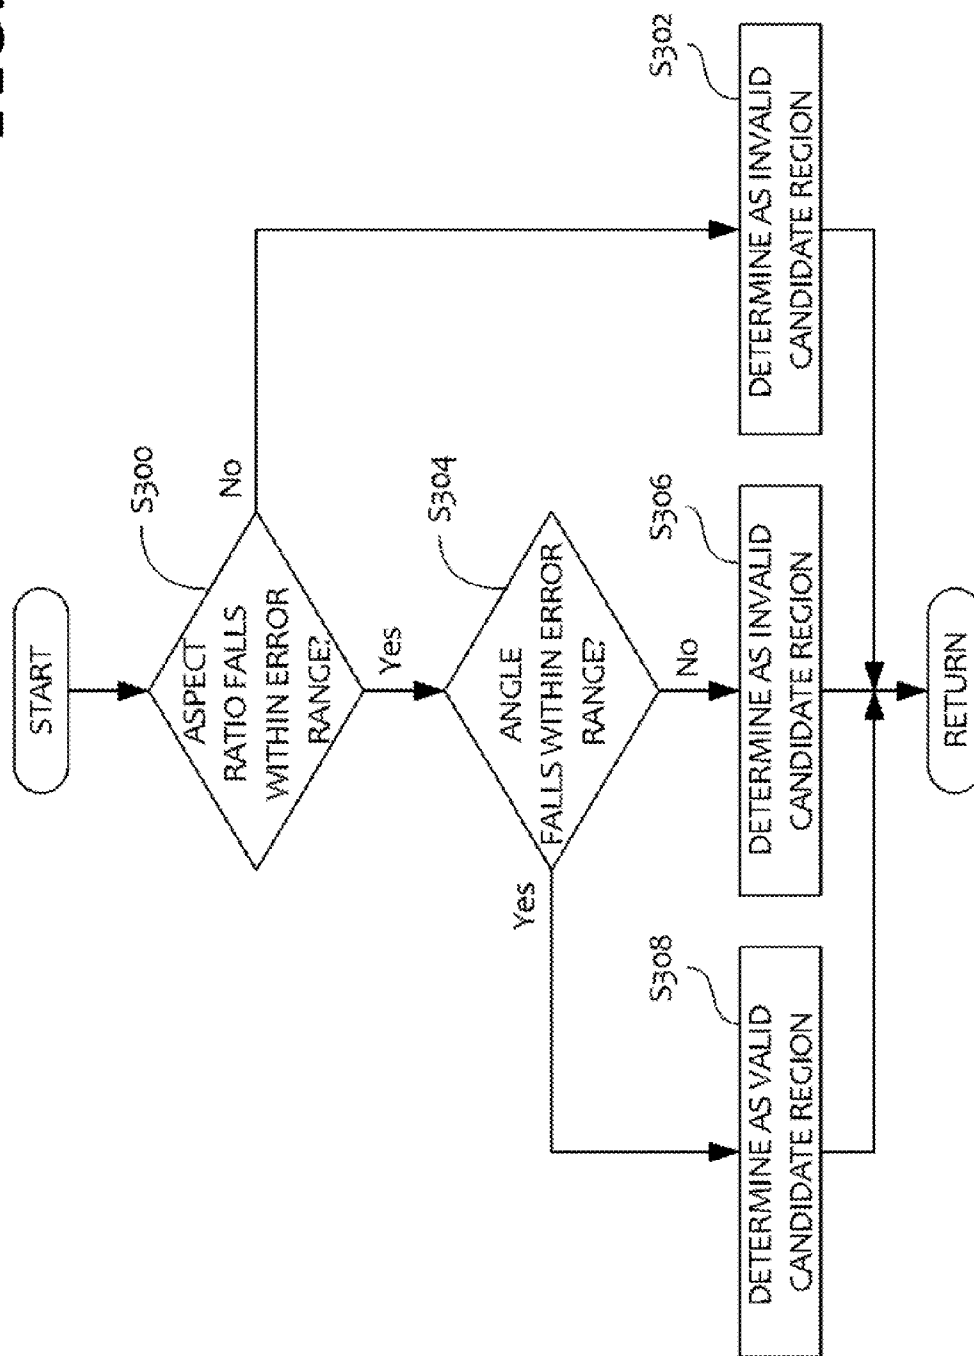 START
S300
ASPECT
RATIO FALLS
WITHIN ERROR
RANGE?
No
Yes
S304
ANGLE
FALLS WITHIN ERROR
RANGE?
Yes
No
S308
DETERMINE AS VALID
CANDIDATE REGION
S306
DETERMINE AS INVALID
CANDIDATE REGION
S302
DETERMINE AS INVALID
CANDIDATE REGION
RETURN